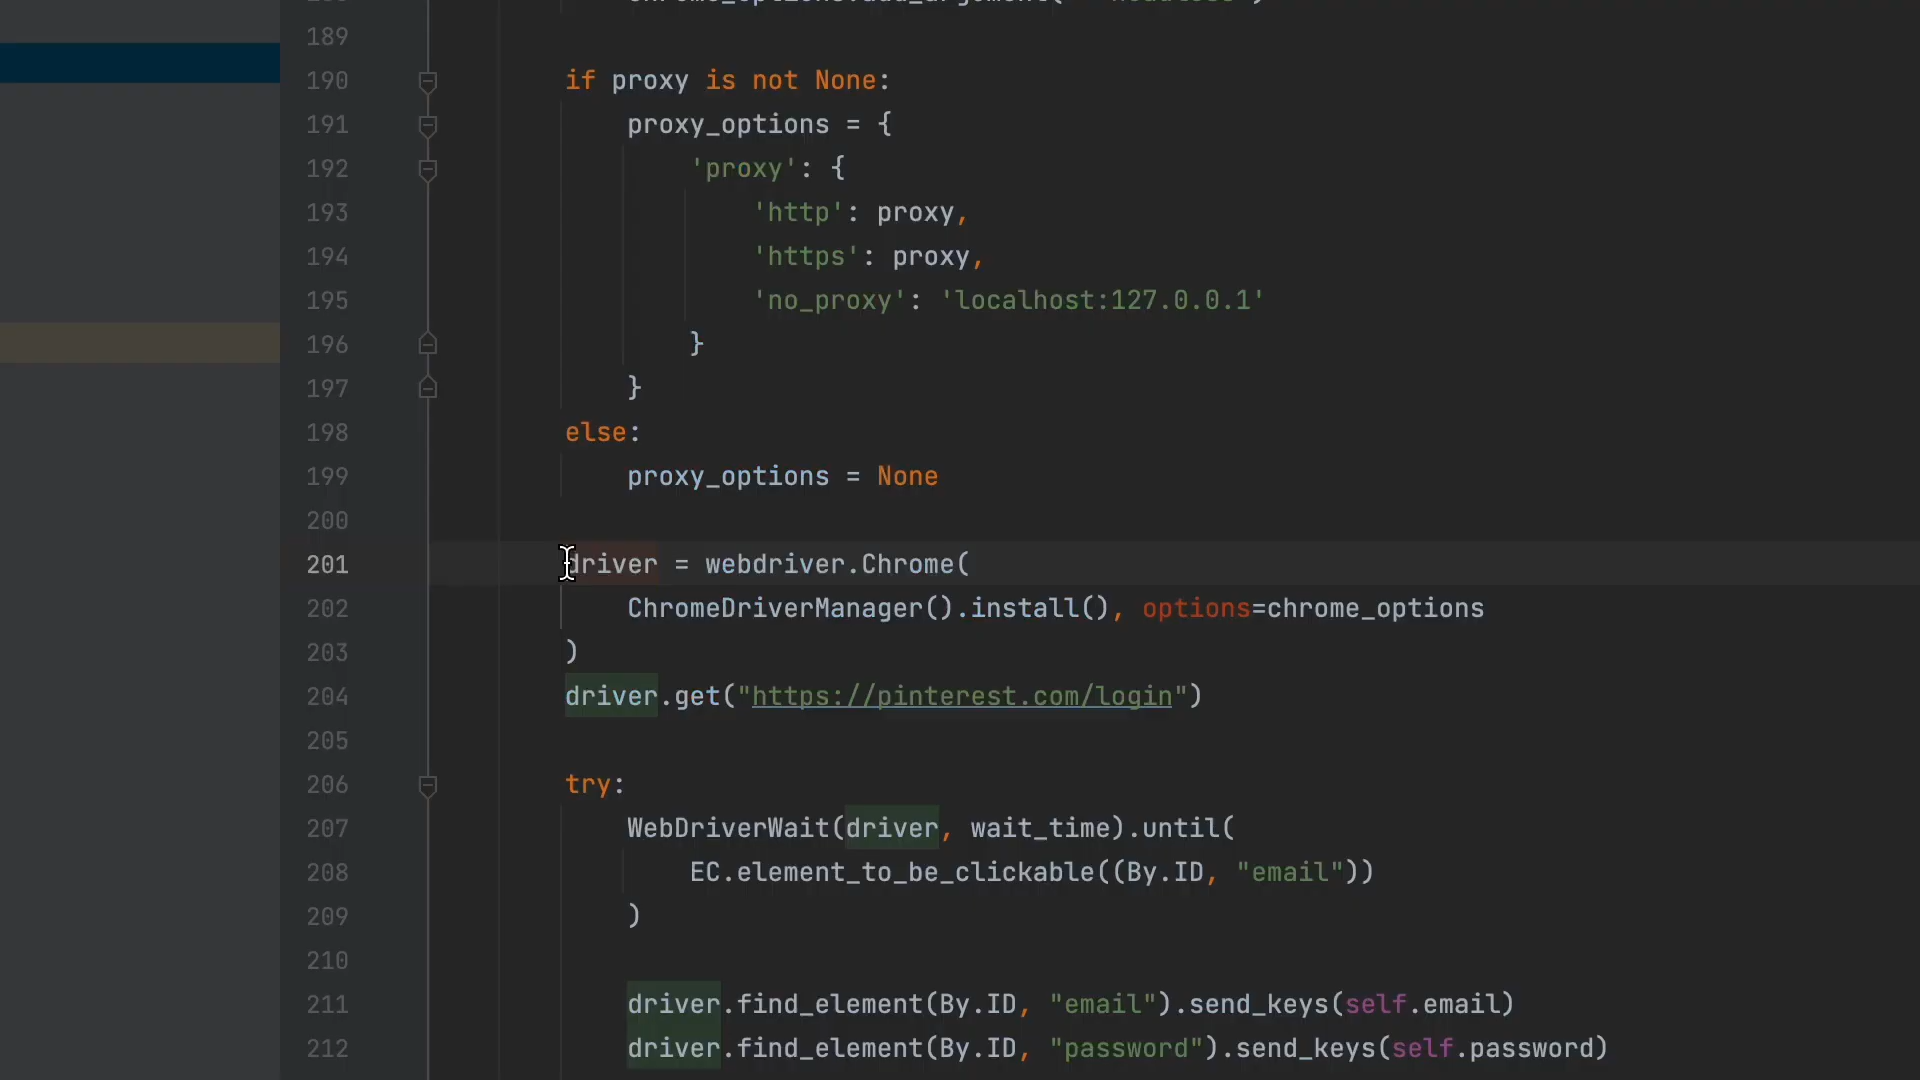 189
190 if proxy is not None:
191 proxy_options = {
192 'proxy': {
193 'http': proxy,
194 'https': proxy,
195 'no_proxy': 'localhost:127.0.0.1'
196 }
197 }
198 else:
199 proxy_options = None
200
201 driver = webdriver.Chrome(
202 ChromeDriverManager().install(), options=chrome_options
203 )
204 driver.get("https://pinterest.com/login")
205
206 try:
207 WebDriverWait(driver, wait_time).until(
208 EC.element_to_be_clickable((By.ID, "email"))
209 )
210
211 driver.find_element(By.ID, "email").send_keys(self.email)
212 driver.find_element(By.ID, "password").send_keys(self.password)